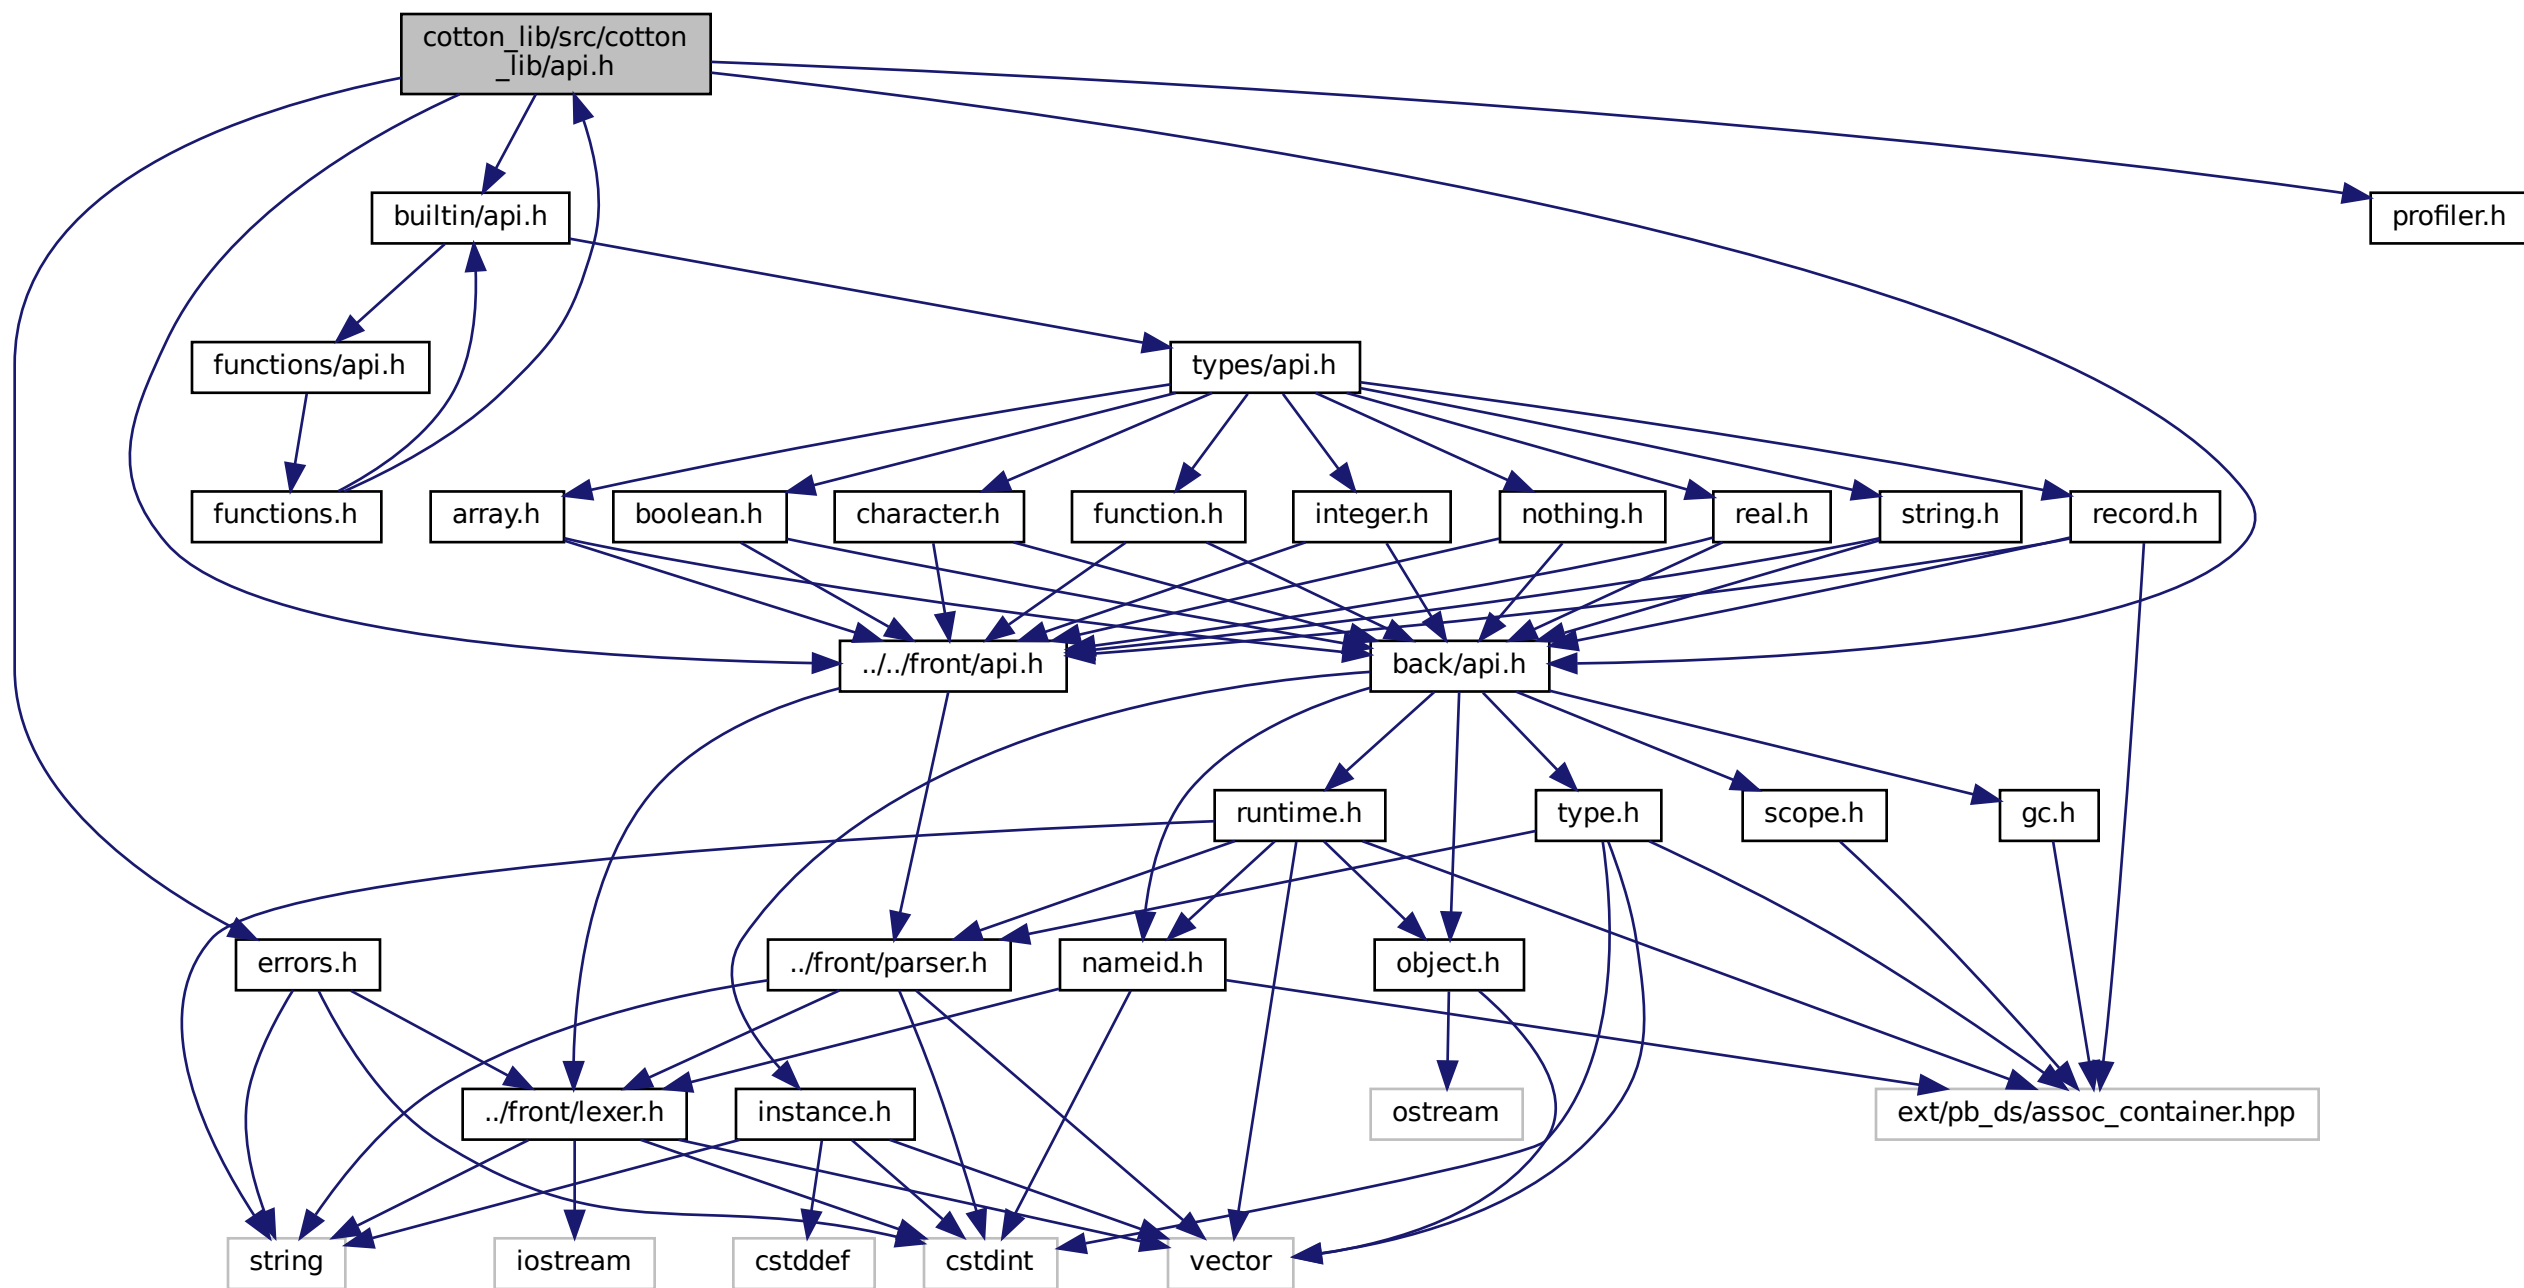 cotton_lib/src/cotton
_lib/api.h
builtin/api.h
profiler.h
functions/api.h
types/api.h
functions.h
array.h
boolean.h
character.h
function.h
integer.h
nothing.h
real.h
string.h
record.h
../../front/api.h
back/api.h
runtime.h
type.h
scope.h
gc.h
errors.h
../front/parser.h
nameid.h
object.h
../front/lexer.h
instance.h
ostream
ext/pb_ds/assoc_container.hpp
string
iostream
cstddef
cstdint
vector